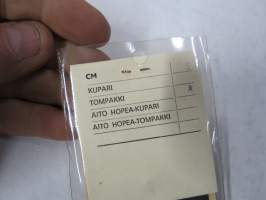 CM
KUPARI
TOMPAKKI X
AITO HOPEA-KUPARI
AITO HOPEA-TOMPAKKI